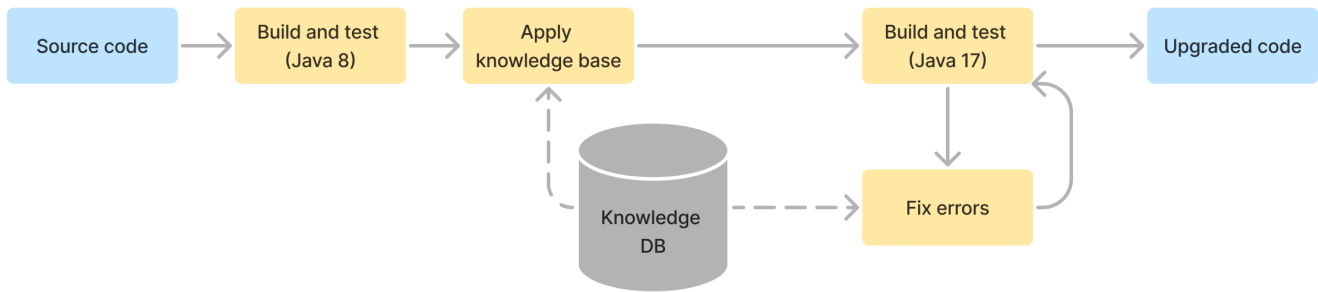 Source code
Build and test
(Java 8)
Apply
knowledge base
Build and test
(Java 17)
Upgraded code
Knowledge
DB
Fix errors